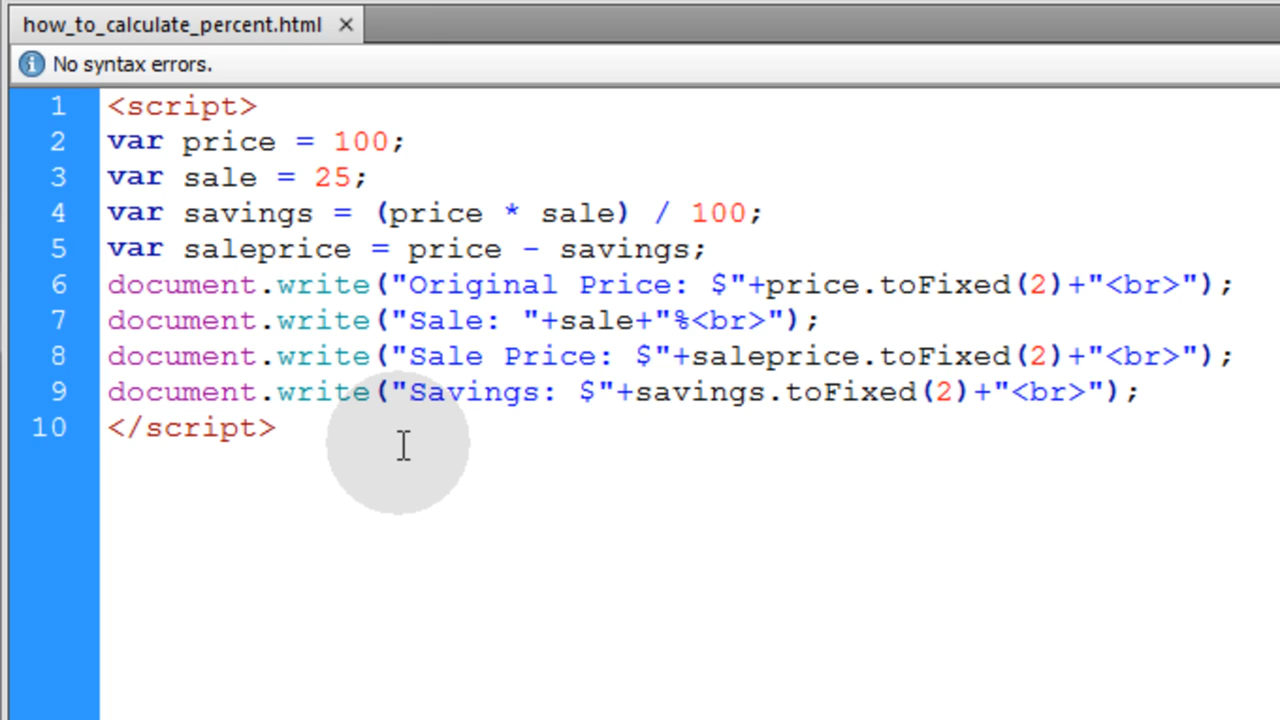 how_to_calculate_percent.html ×
No syntax errors.
1 <script>
2 var price = 100;
3 var sale = 25;
4 var savings = (price * sale) / 100;
5 var saleprice = price - savings;
6 document.write("Original Price: $"+price.toFixed(2)+"<br>");
7 document.write("Sale: "+sale+"%<br>");
8 document.write("Sale Price: $"+saleprice.toFixed(2)+"<br>");
9 document.write("Savings: $"+savings.toFixed(2)+"<br>");
10 </script>